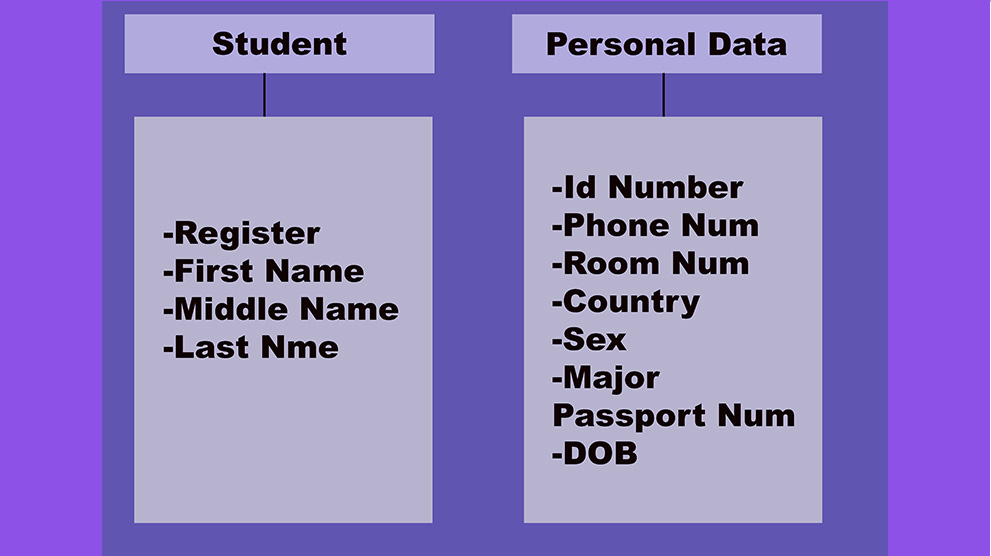 Student
-Register
-First Name
-Middle Name
-Last Nme
Personal Data
-Id Number
-Phone Num
-Room Num
-Country
-Sex
-Major
Passport Num
-DOB